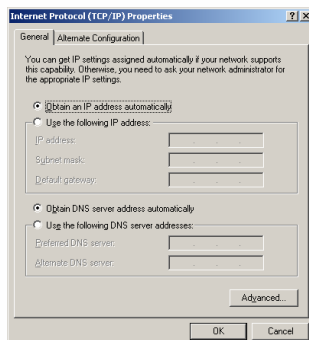 Internet Protocol (TCP/IP) Properties
General
Alternate Configuration
You can get IP settings assigned automatically if your network supports
this capability. Otherwise, you need to ask your network administrator for
the appropriate IP settings.
Obtain an IP address automatically
Use the following IP address:
IP address:
Subnet mask:
Default gateway:
Obtain DNS server address automatically
Use the following DNS server addresses:
Preferred DNS server:
Alternate DNS server:
Advanced...
OK
Cancel